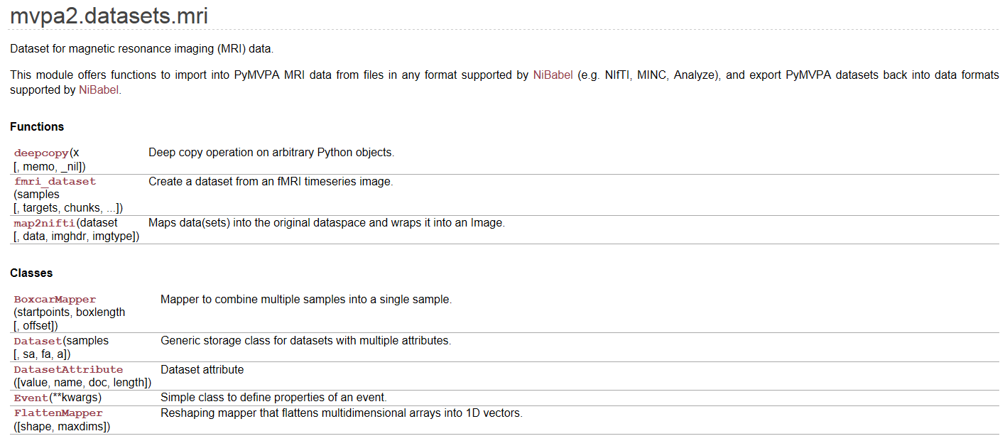 mvpa2.datasets.mri
Dataset for magnetic resonance imaging (MRI) data.
This module offers functions to import into PyMVPA MRI data from files in any format supported by NiBabel (e.g. NIfTI, MINC, Analyze), and export PyMVPA datasets back into data formats
supported by NiBabel.
Functions
deepcopy(x Deep copy operation on arbitrary Python objects.
[, memo, _nil])
fmri_dataset Create a dataset from an fMRI timeseries image.
(samples
[, targets, chunks, ...])
map2nifti(dataset Maps data(sets) into the original dataspace and wraps it into an Image.
[, data, imghdr, imgtype])
Classes
BoxcarMapper Mapper to combine multiple samples into a single sample.
(startpoints, boxlength
[, offset])
Dataset(samples Generic storage class for datasets with multiple attributes.
[, sa, fa, a])
DatasetAttribute Dataset attribute
([value, name, doc, length])
Event(**kwargs) Simple class to define properties of an event.
FlattenMapper Reshaping mapper that flattens multidimensional arrays into 1D vectors.
([shape, maxdims])